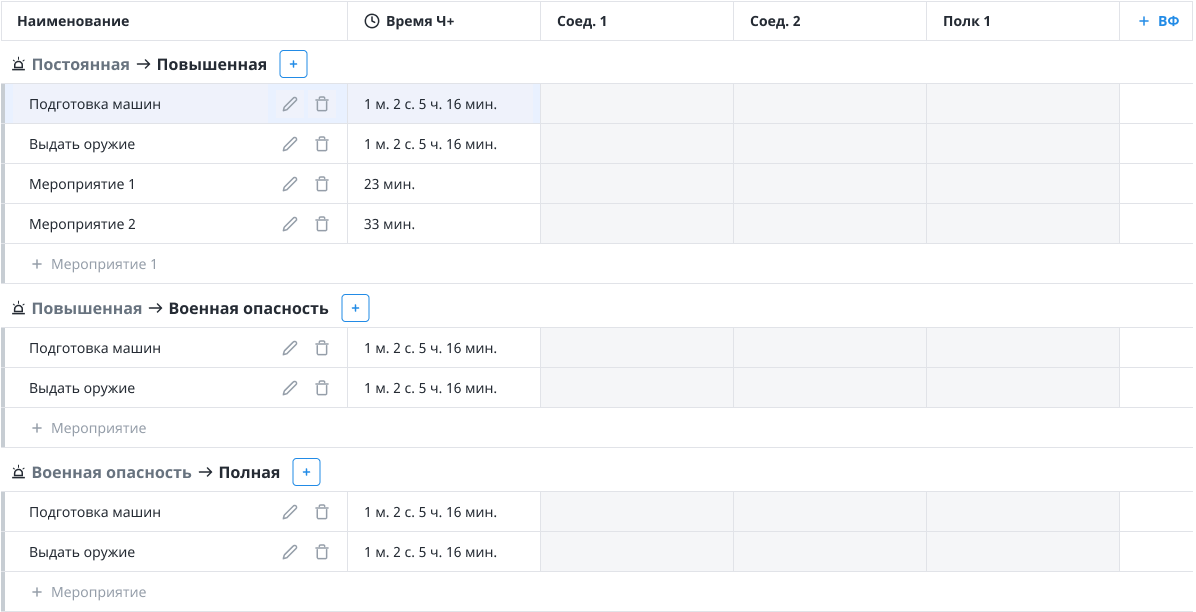 Наименование Время Ч+ Соед. 1 Соед. 2 Полк 1 + ВФ
Постоянная → Повышенная +
Подготовка машин 1 м. 2 с. 5 ч. 16 мин.
Выдать оружие 1 м. 2 с. 5 ч. 16 мин.
Мероприятие 1 23 мин.
Мероприятие 2 33 мин.
+ Мероприятие 1
Повышенная → Военная опасность +
Подготовка машин 1 м. 2 с. 5 ч. 16 мин.
Выдать оружие 1 м. 2 с. 5 ч. 16 мин.
+ Мероприятие
Военная опасность → Полная +
Подготовка машин 1 м. 2 с. 5 ч. 16 мин.
Выдать оружие 1 м. 2 с. 5 ч. 16 мин.
+ Мероприятие